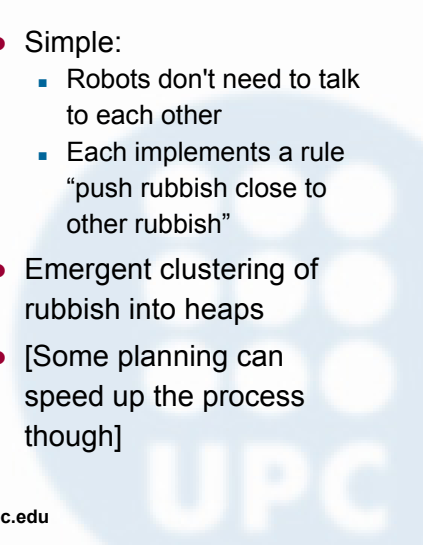 • Simple:
▪ Robots don't need to talk
to each other
▪ Each implements a rule
“push rubbish close to
other rubbish”
• Emergent clustering of
rubbish into heaps
• [Some planning can
speed up the process
though]
UPC
c.edu